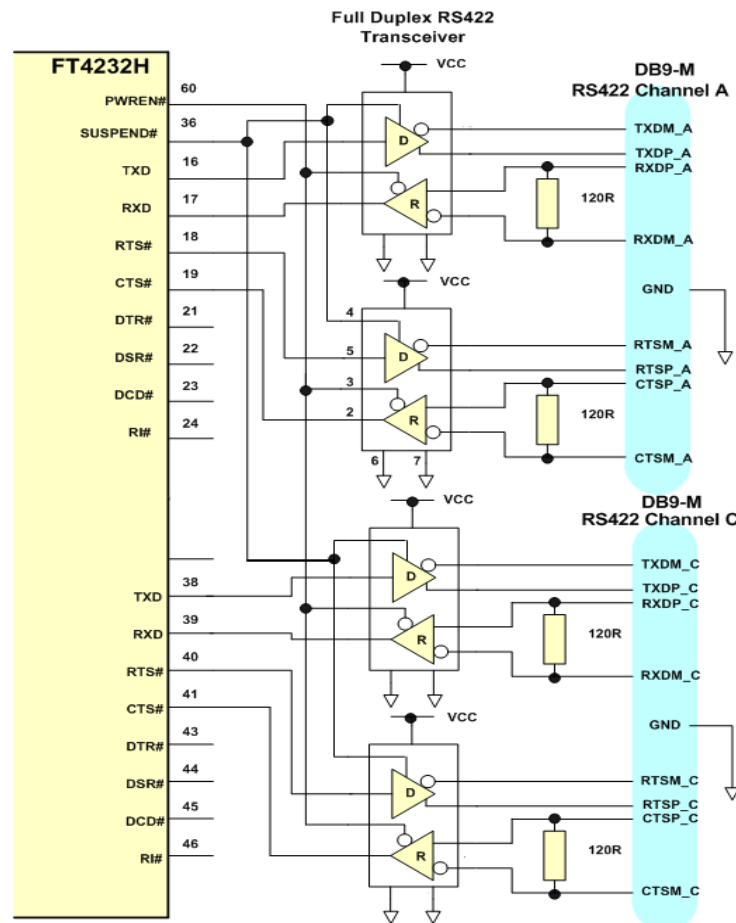 Full Duplex RS422
Transceiver
FT4232H
VCC
DB9-M
RS422 Channel A
60
PWREN#
36
SUSPEND#
D
TXDM_A
TXDP_A
16
TXD
RXDP_A
17
RXD
R
120R
RXDM_A
18
RTS#
19
CTS#
VCC
GND
21
DTR#
4
RTSM_A
22
DSR#
5
D
RTSP_A
23
DCD#
3
CTSP_A
24
RI#
2
R
120R
6
7
CTSM_A
VCC
DB9-M
RS422 Channel C
D
TXDM_C
TXDP_C
38
TXD
RXDP_C
39
RXD
R
120R
40
RTS#
RXDM_C
41
CTS#
VCC
GND
43
DTR#
44
DSR#
D
RTSM_C
RTSP_C
45
DCD#
CTSP_C
46
RI#
R
120R
CTSM_C